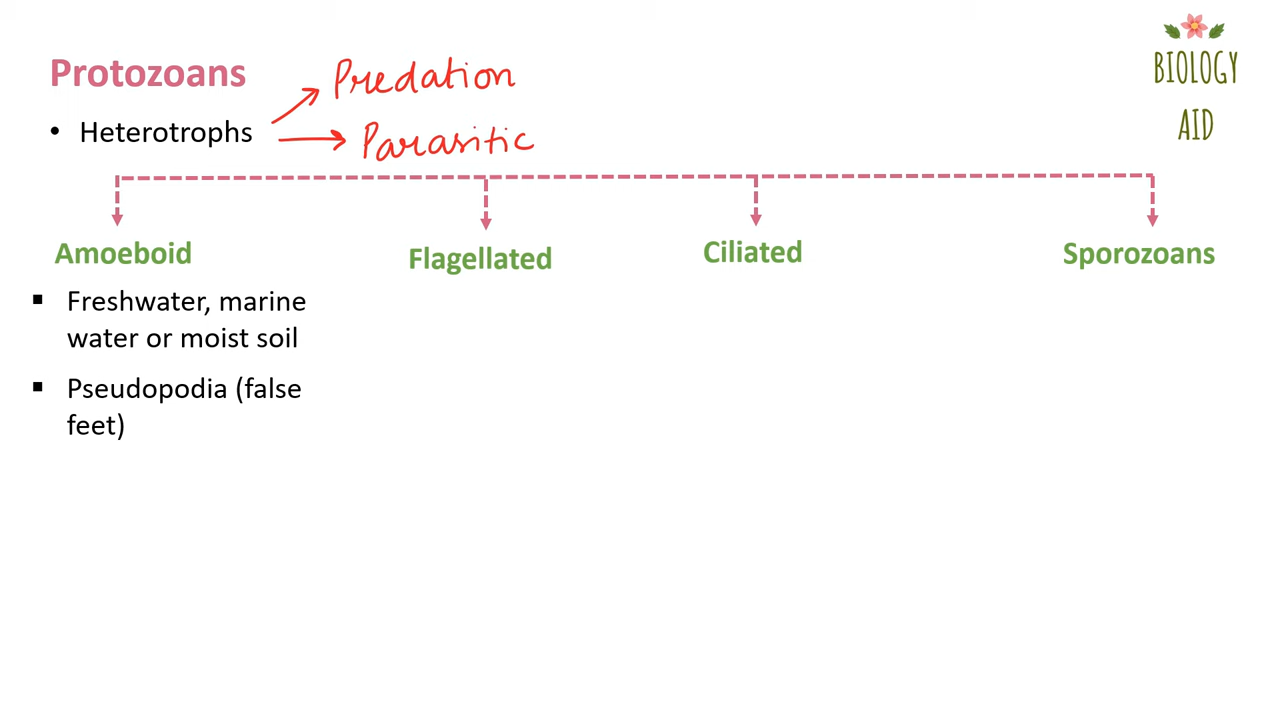 Protozoans
Predation
BIOLOGY
AID
• Heterotrophs
Parasitic
Amoeboid
Flagellated
Ciliated
Sporozoans
▪ Freshwater, marine
water or moist soil
▪ Pseudopodia (false
feet)